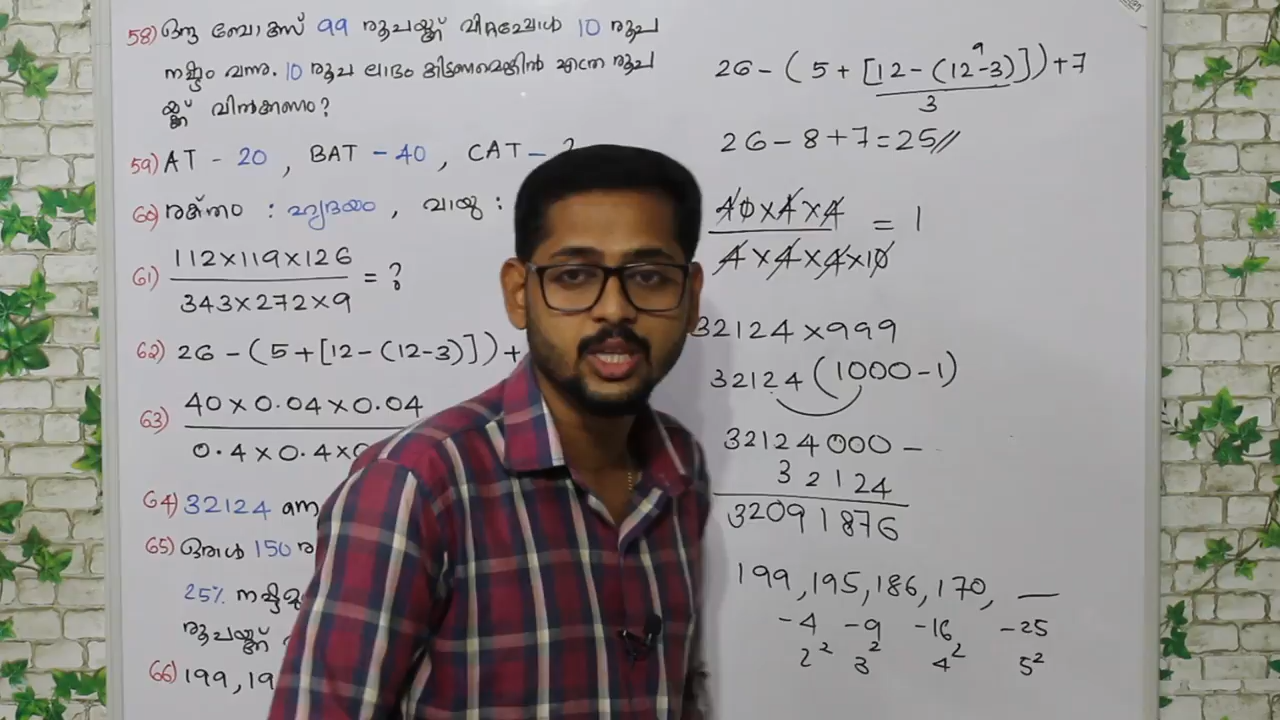 58) ഒരു ബോക്സ് 99 രൂപയ്ക്ക് വിറ്റപ്പോൾ 10 രൂപ
നഷ്ടം വന്നു. 10 രൂപ ലാഭം കിട്ടണമെങ്കിൽ എത്ര രൂപ
യ്ക്ക് വിൽക്കണം?
59) AT - 20 , BAT - 40 , CAT - ?
60) രക്തം : ഹൃദയം , വായു :
61) 112×119×126
343×272×9
= ?
62) 26 - (5+[12-(12-3)])+
63) 40 × 0.04 × 0.04
0.4 × 0.4 ×
64) 32124
65) ഒരാൾ 150 രൂ
25% നഷ്ടമു
രൂപയ്ക്ക്
66) 199, 19
26 - ( 5 + [12 - (12-3)]) + 7
9
3
26 - 8 + 7 = 25//
40 × 4 × 4
4 × 4 × 4 × 10
= 1
32124 × 999
32124 (1000 - 1)
32124000 -
32124
32091876
199, 195, 186, 170, __
-4 -9 -16 -25
2² 3² 4² 5²